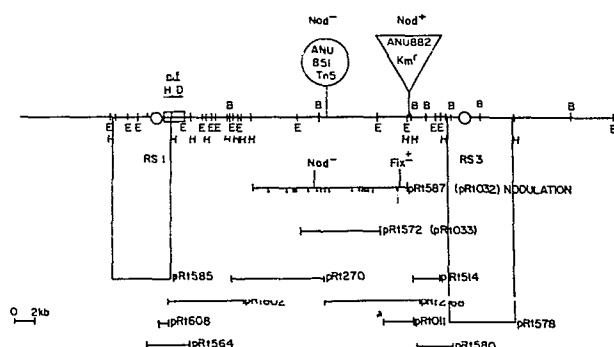 Nod⁻ Nod⁺
ANU
851
Tn5
ANU882
Kmʳ
n.f
H D
B B B B B B B
E E E E E E E E E E E E E
H H H H H H H H H
RS1 RS3
Nod⁻ Fix±
pR1587 (pR1032) NODULATION
pR1572 (pR1033)
pR1585 pR1270 pR1514
pR1602
pR1608 pR1011 pR1578
pR1564 pR1580
0 2kb